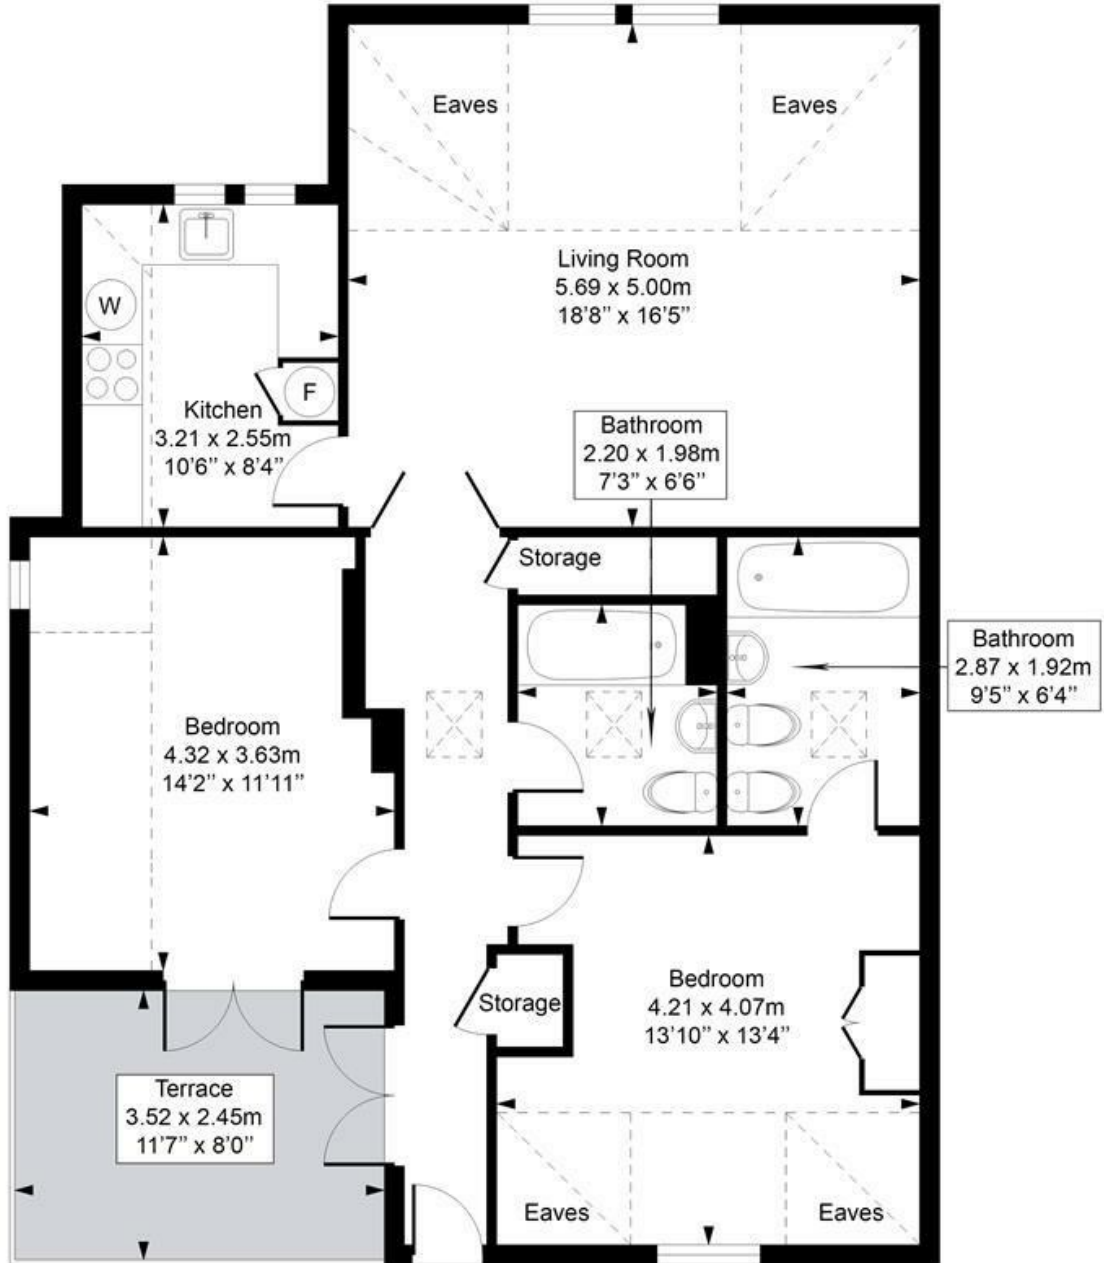 Eaves
Eaves
Living Room
5.69 x 5.00m
18'8" x 16'5"
W
F
Kitchen
3.21 x 2.55m
10'6" x 8'4"
Bathroom
2.20 x 1.98m
7'3" x 6'6"
Storage
Bathroom
2.87 x 1.92m
9'5" x 6'4"
Bedroom
4.32 x 3.63m
14'2" x 11'11"
Bedroom
4.21 x 4.07m
13'10" x 13'4"
Storage
Terrace
3.52 x 2.45m
11'7" x 8'0"
Eaves
Eaves